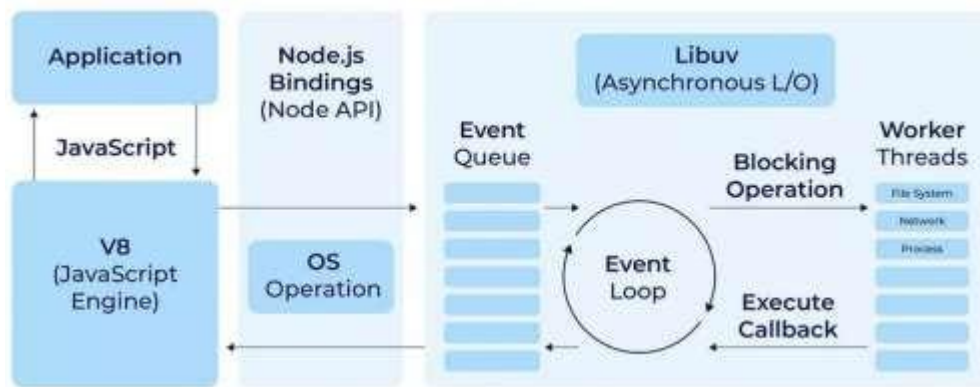 Application
JavaScript
V8
(JavaScript
Engine)
Node.js
Bindings
(Node API)
OS
Operation
Libuv
(Asynchronous L/O)
Event
Queue
Event
Loop
Blocking
Operation
Execute
Callback
Worker
Threads
File System
Network
Process